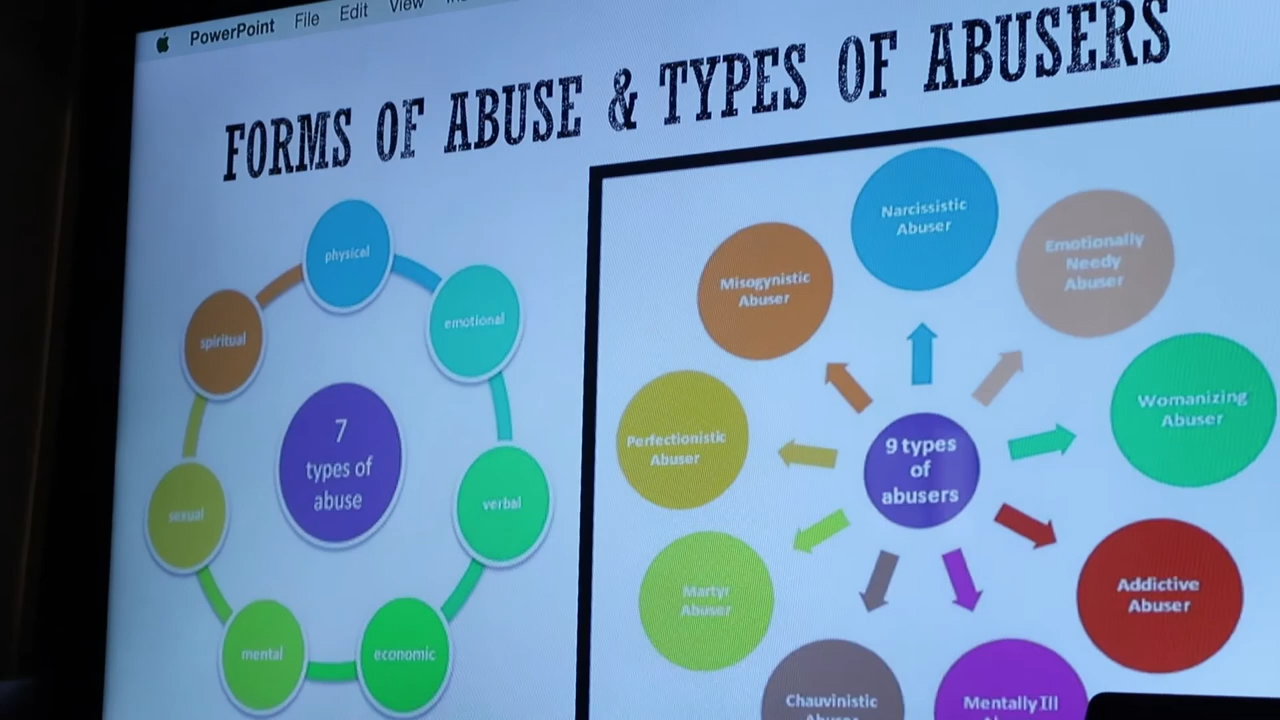 PowerPoint File Edit View
FORMS OF ABUSE & TYPES OF ABUSERS
physical
emotional
verbal
economic
mental
sexual
spiritual
7
types of
abuse
Narcissistic
Abuser
Emotionally
Needy
Abuser
Womanizing
Abuser
Addictive
Abuser
Mentally Ill
Chauvinistic
Abuser
Martyr
Abuser
Perfectionistic
Abuser
Misogynistic
Abuser
9 types
of
abusers